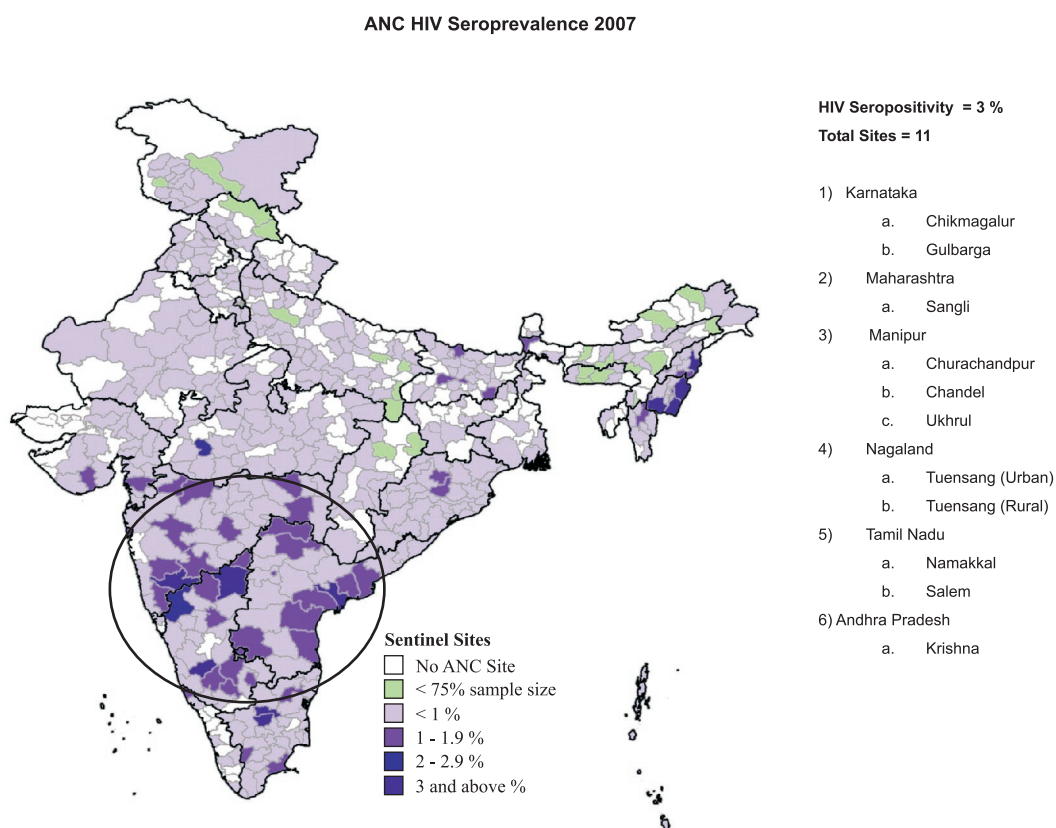 ANC HIV Seroprevalence 2007
HIV Seropositivity = 3 %
Total Sites = 11
1) Karnataka
a. Chikmagalur
b. Gulbarga
2) Maharashtra
a. Sangli
3) Manipur
a. Churachandpur
b. Chandel
c. Ukhrul
4) Nagaland
a. Tuensang (Urban)
b. Tuensang (Rural)
5) Tamil Nadu
a. Namakkal
b. Salem
6) Andhra Pradesh
a. Krishna
Sentinel Sites
No ANC Site
< 75% sample size
< 1 %
1 - 1.9 %
2 - 2.9 %
3 and above %